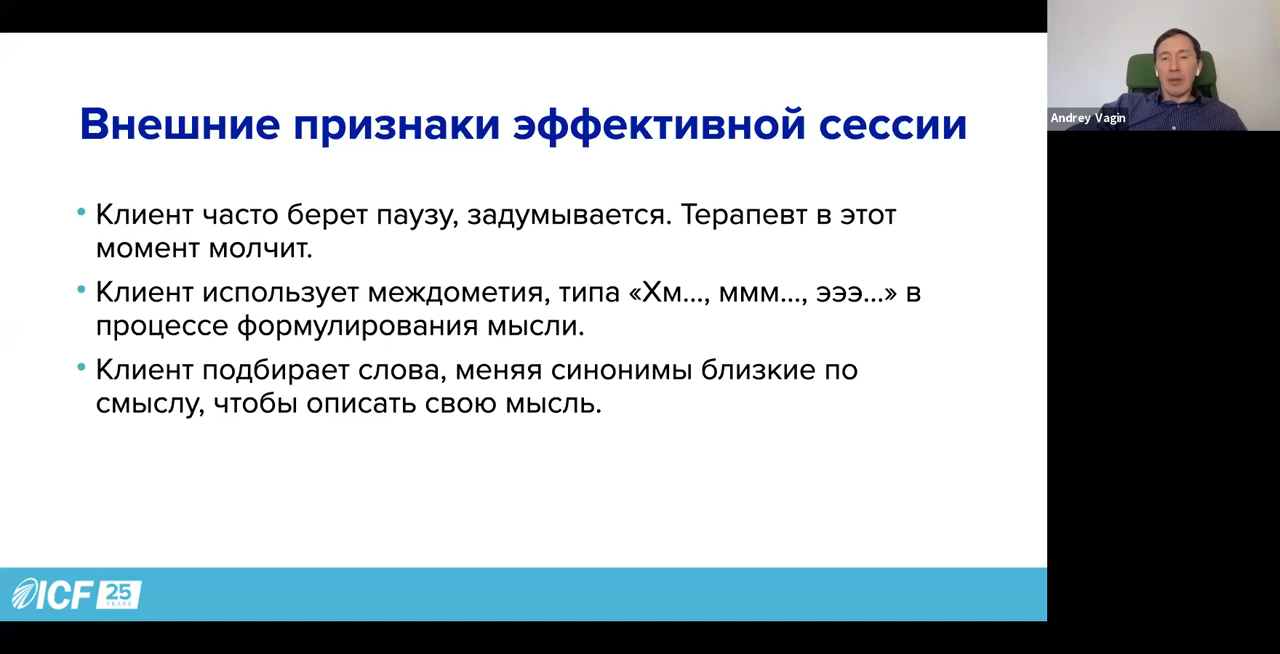 Внешние признаки эффективной сессии
• Клиент часто берет паузу, задумывается. Терапевт в этот
момент молчит.
• Клиент использует междометия, типа «Хм..., ммм..., эээ...» в
процессе формулирования мысли.
• Клиент подбирает слова, меняя синонимы близкие по
смыслу, чтобы описать свою мысль.
Andrey Vagin
ICF 25
YEARS